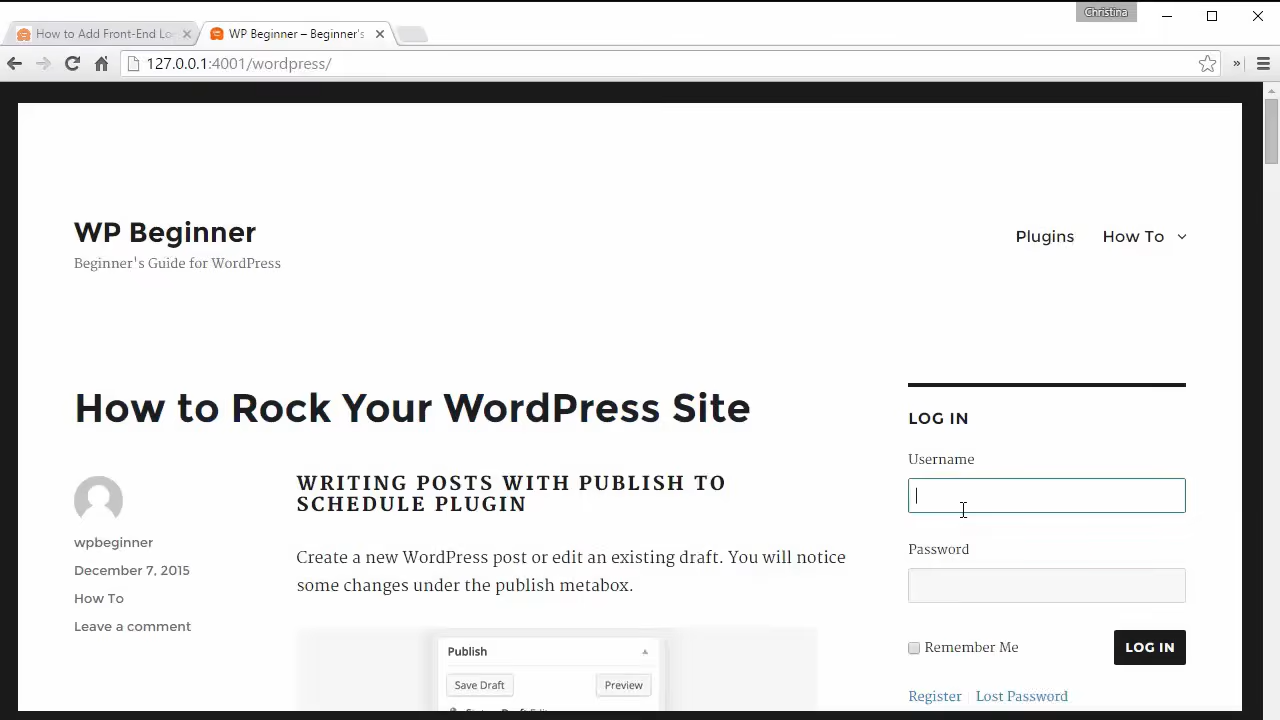 Christina
How to Add Front-End Lo
WP Beginner – Beginner's
127.0.0.1:4001/wordpress/
WP Beginner
Beginner's Guide for WordPress
Plugins
How To
How to Rock Your WordPress Site
wpbeginner
December 7, 2015
How To
Leave a comment
WRITING POSTS WITH PUBLISH TO
SCHEDULE PLUGIN
Create a new WordPress post or edit an existing draft. You will notice
some changes under the publish metabox.
Publish
Save Draft
Preview
LOG IN
Username
Password
Remember Me
LOG IN
Register | Lost Password